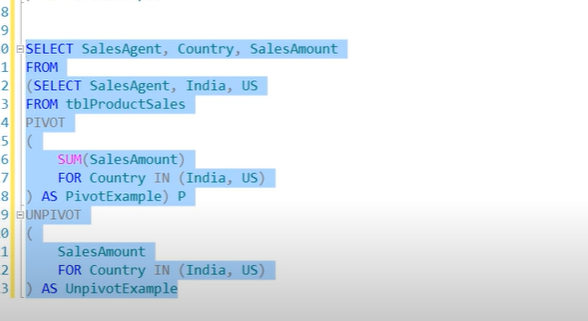 8
9
0 SELECT SalesAgent, Country, SalesAmount
1 FROM
2 (SELECT SalesAgent, India, US
3 FROM tblProductSales
4 PIVOT
5 (
6 SUM(SalesAmount)
7 FOR Country IN (India, US)
8 ) AS PivotExample) P
9 UNPIVOT
0 (
1 SalesAmount
2 FOR Country IN (India, US)
3 ) AS UnpivotExample